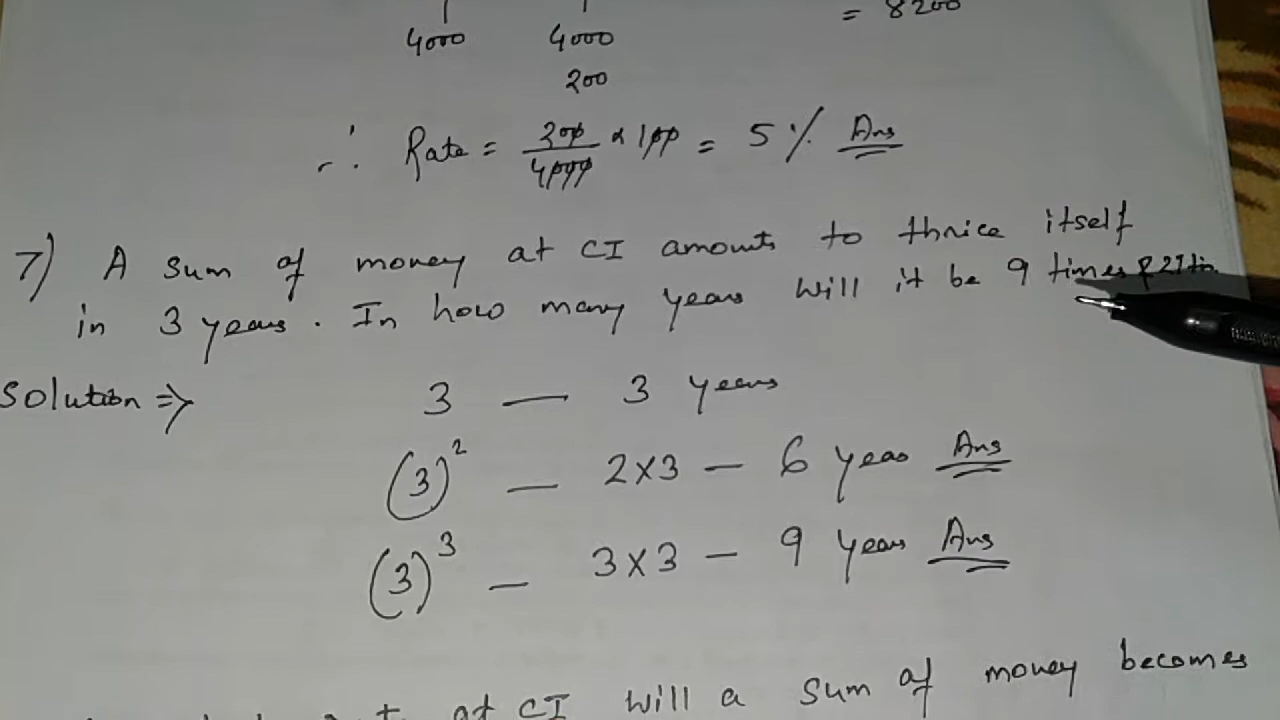 = 8200
4000 4000
200
∴ Rate = 200/4000 × 100 = 5 % Ans
7) A sum of money at CI amounts to thrice itself
in 3 years. In how many years will it be 9 times & 27
Solution ⇒ 3 — 3 years
(3)² — 2×3 — 6 years Ans
(3)³ — 3×3 — 9 years Ans
at CI will a sum of money becomes